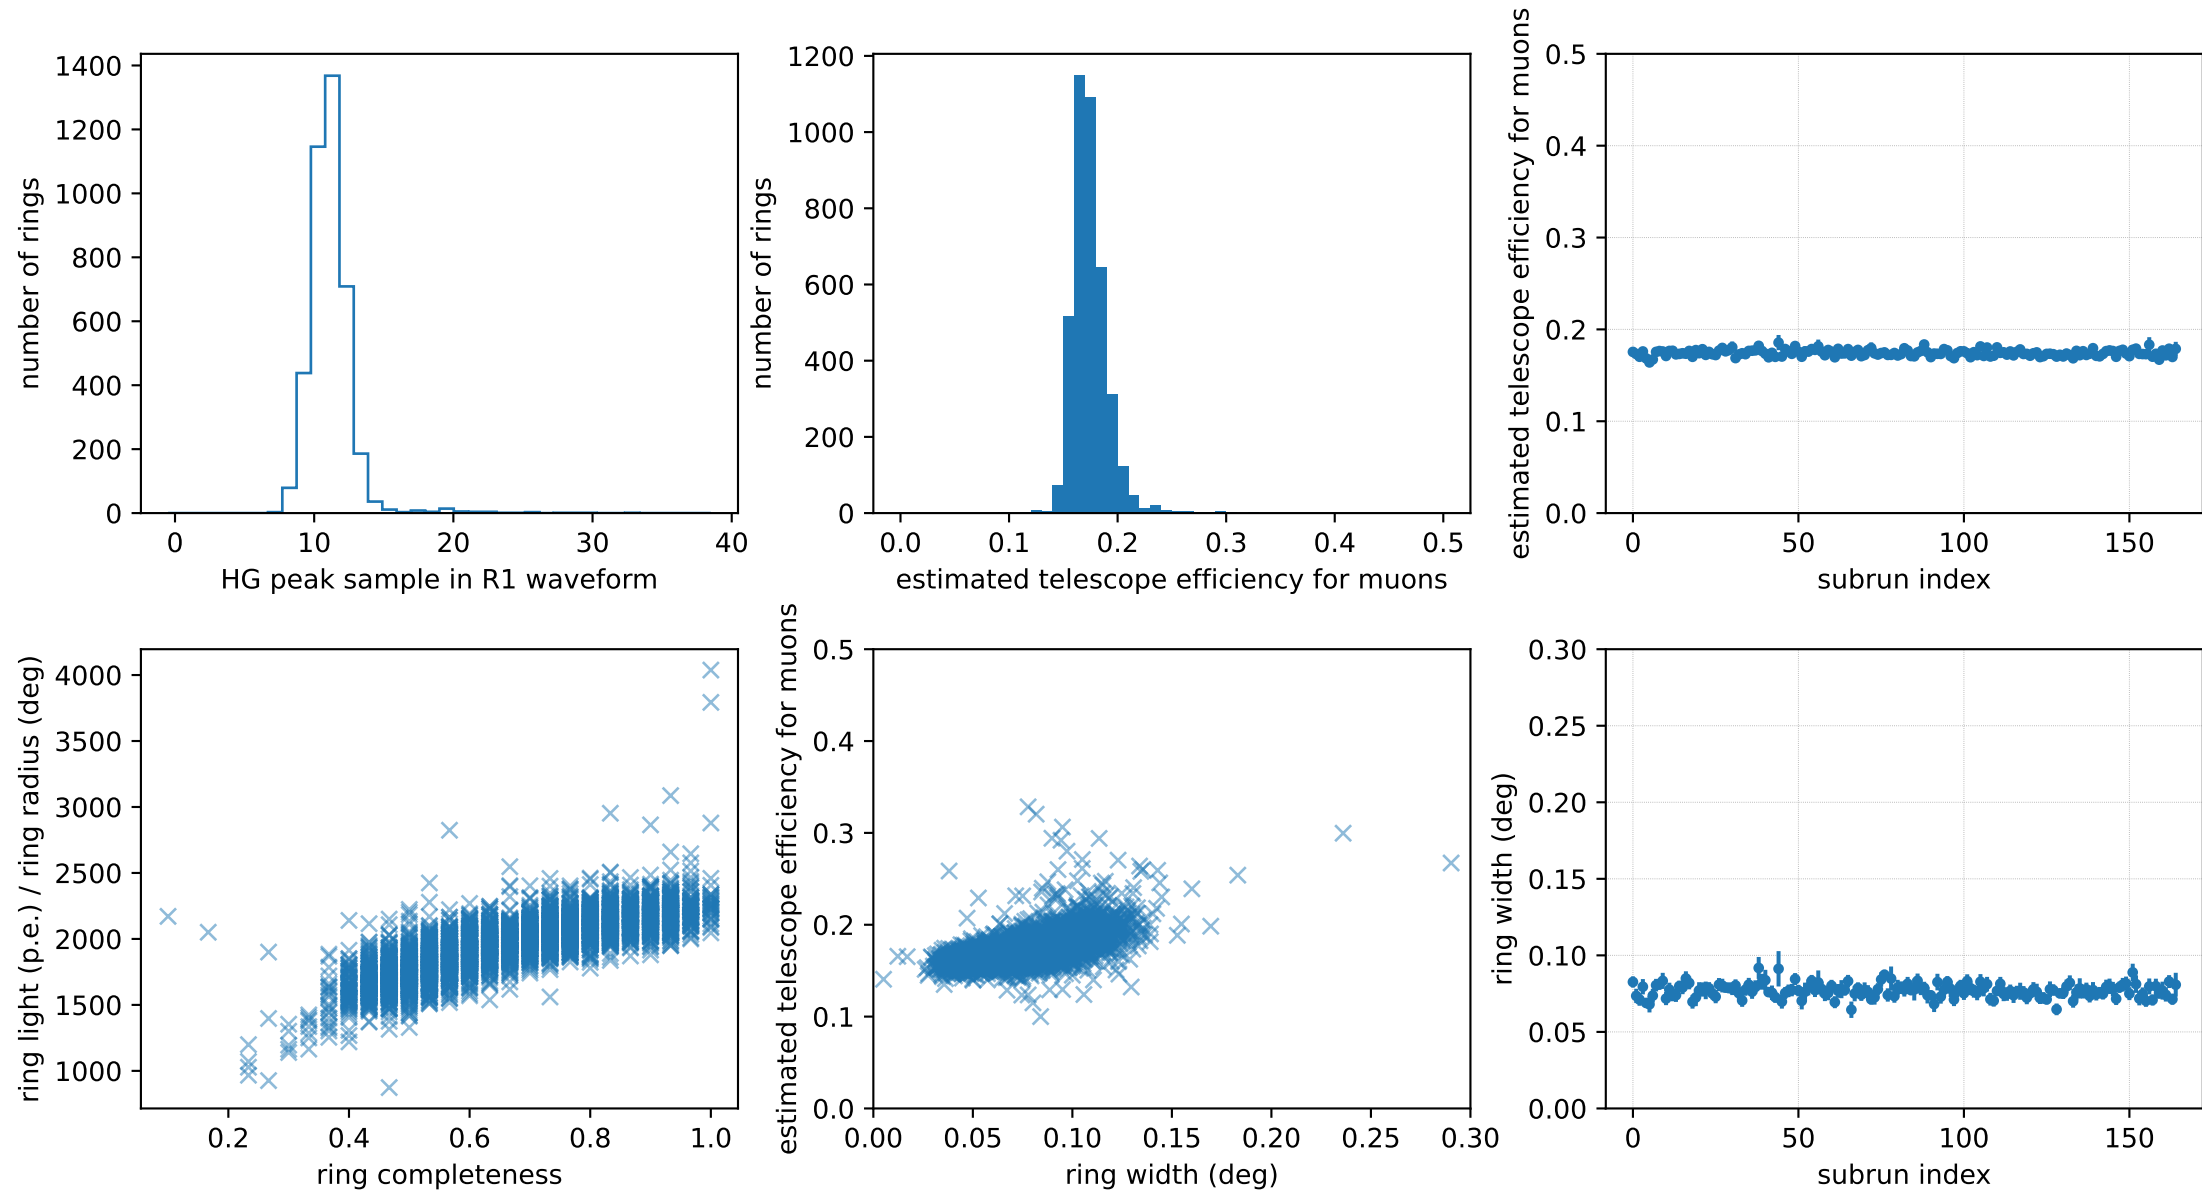 number of rings
1400
1200
1000
800
600
400
200
0
0 10 20 30 40
HG peak sample in R1 waveform
number of rings
1200
1000
800
600
400
200
0
0.0 0.1 0.2 0.3 0.4 0.5
estimated telescope efficiency for muons
estimated telescope efficiency for muons
0.5
0.4
0.3
0.2
0.1
0.0
0 50 100 150
subrun index
ring light (p.e.) / ring radius (deg)
4000
3500
3000
2500
2000
1500
1000
0.2 0.4 0.6 0.8 1.0
ring completeness
estimated telescope efficiency for muons
0.5
0.4
0.3
0.2
0.1
0.0
0.00 0.05 0.10 0.15 0.20 0.25 0.30
ring width (deg)
ring width (deg)
0.30
0.25
0.20
0.15
0.10
0.05
0.00
0 50 100 150
subrun index